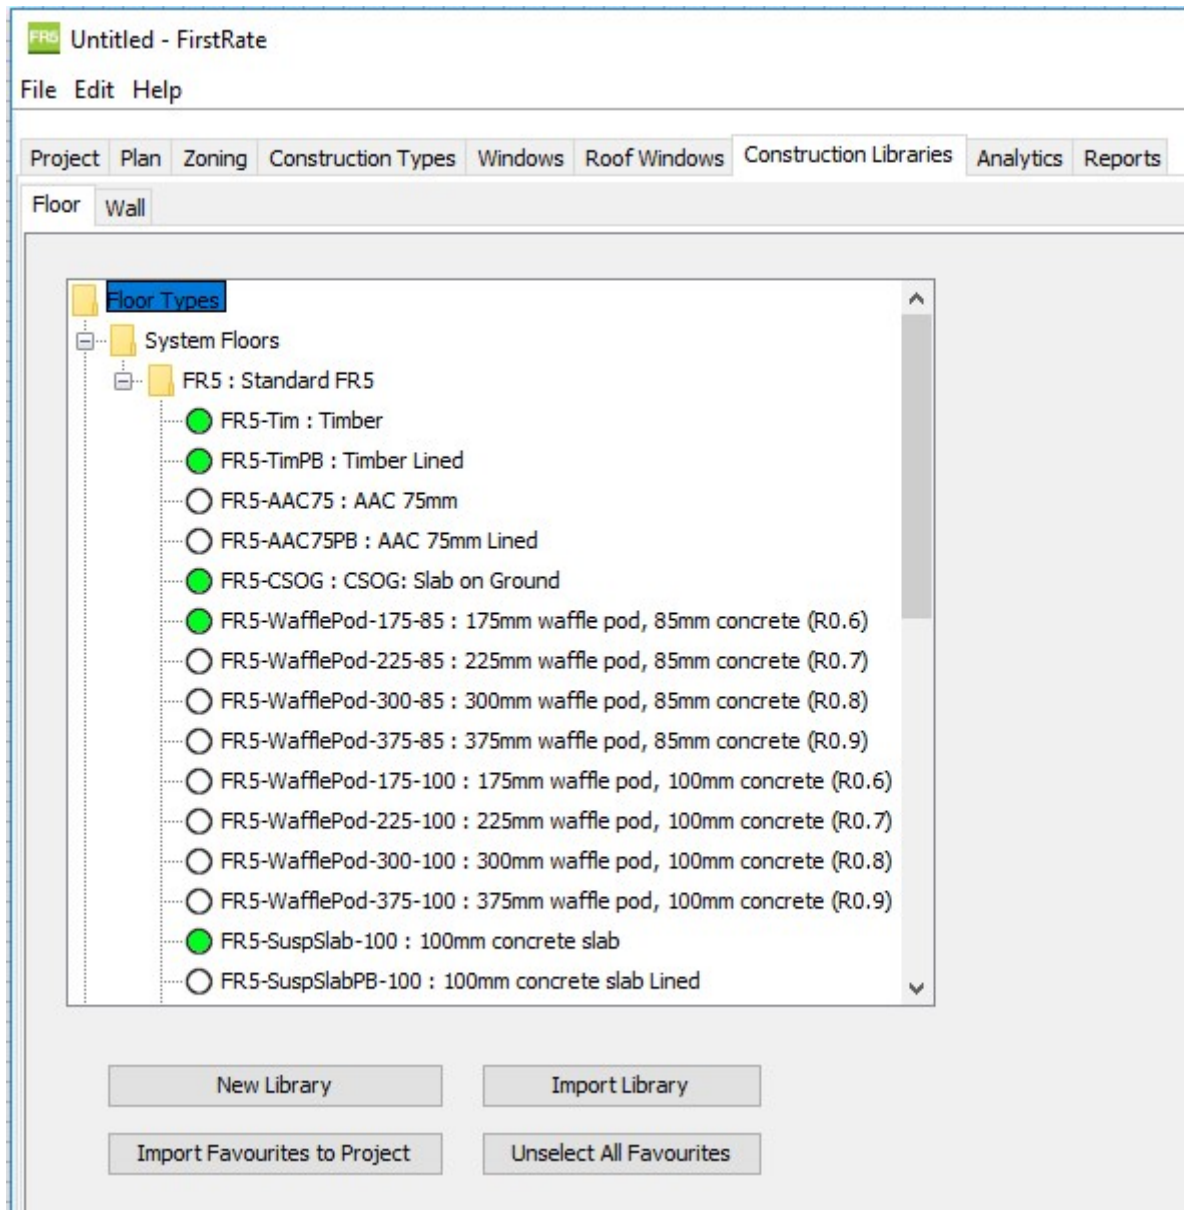 FR5 Untitled - FirstRate
File Edit Help
Project Plan Zoning Construction Types Windows Roof Windows Construction Libraries Analytics Reports
Floor Wall
Floor Types
System Floors
FR5 : Standard FR5
FR5-Tim : Timber
FR5-TimPB : Timber Lined
FR5-AAC75 : AAC 75mm
FR5-AAC75PB : AAC 75mm Lined
FR5-CSOG : CSOG: Slab on Ground
FR5-WafflePod-175-85 : 175mm waffle pod, 85mm concrete (R0.6)
FR5-WafflePod-225-85 : 225mm waffle pod, 85mm concrete (R0.7)
FR5-WafflePod-300-85 : 300mm waffle pod, 85mm concrete (R0.8)
FR5-WafflePod-375-85 : 375mm waffle pod, 85mm concrete (R0.9)
FR5-WafflePod-175-100 : 175mm waffle pod, 100mm concrete (R0.6)
FR5-WafflePod-225-100 : 225mm waffle pod, 100mm concrete (R0.7)
FR5-WafflePod-300-100 : 300mm waffle pod, 100mm concrete (R0.8)
FR5-WafflePod-375-100 : 375mm waffle pod, 100mm concrete (R0.9)
FR5-SuspSlab-100 : 100mm concrete slab
FR5-SuspSlabPB-100 : 100mm concrete slab Lined
New Library Import Library
Import Favourites to Project Unselect All Favourites